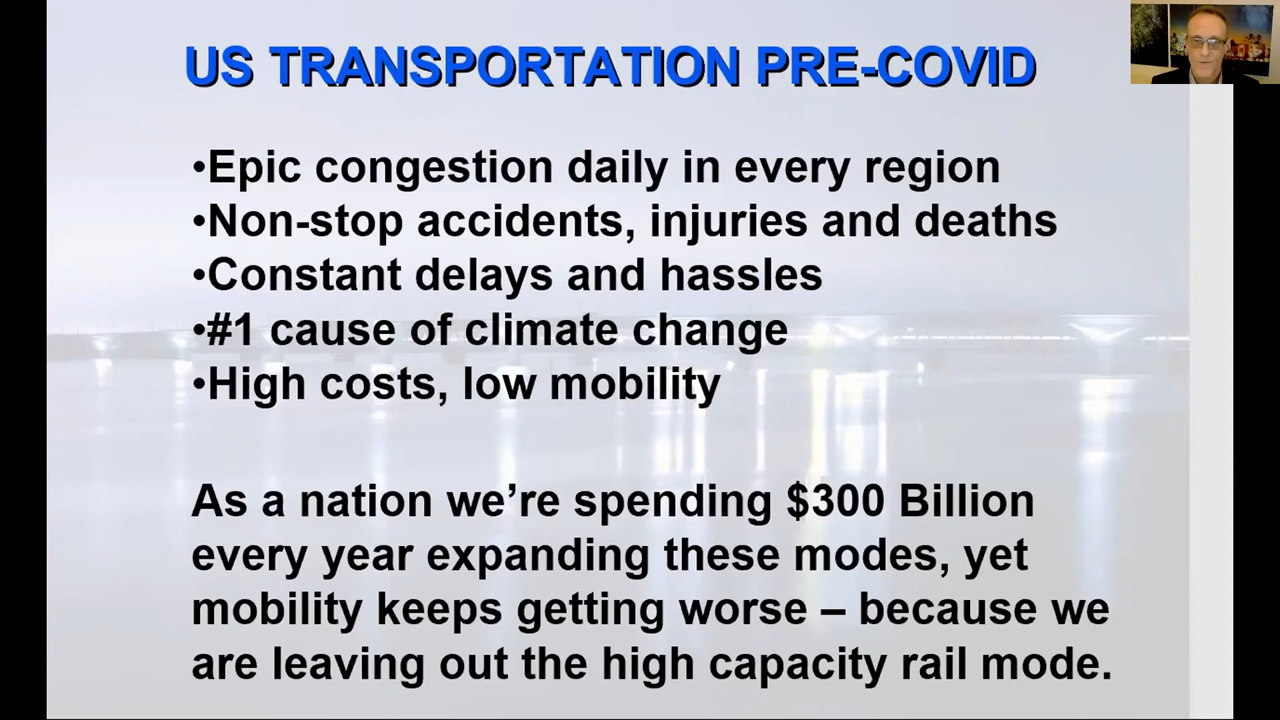 US TRANSPORTATION PRE-COVID
•Epic congestion daily in every region
•Non-stop accidents, injuries and deaths
•Constant delays and hassles
•#1 cause of climate change
•High costs, low mobility
As a nation we’re spending $300 Billion
every year expanding these modes, yet
mobility keeps getting worse – because we
are leaving out the high capacity rail mode.